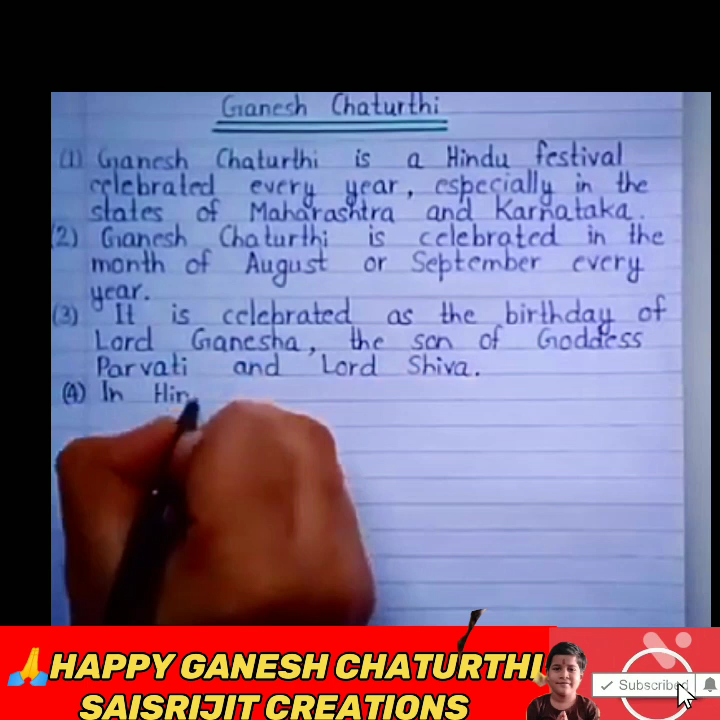 Ganesh Chaturthi
(1) Ganesh Chaturthi is a Hindu festival
celebrated every year, especially in the
states of Maharashtra and Karnataka.
(2) Ganesh Chaturthi is celebrated in the
month of August or September every
year.
(3) It is celebrated as the birthday of
Lord Ganesha, the son of Goddess
Parvati and Lord Shiva.
(4) In Hin
🙏HAPPY GANESH CHATURTHI
SAISRIJIT CREATIONS
✓ Subscribed